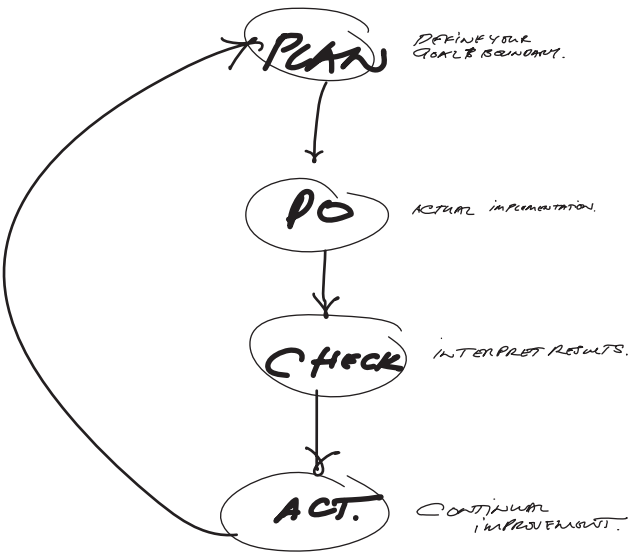 PLAN
DEFINE YOUR
GOAL & BOUNDARY.
DO
ACTUAL IMPLEMENTATION.
CHECK
INTERPRET RESULTS.
ACT.
CONTINUAL
IMPROVEMENT.